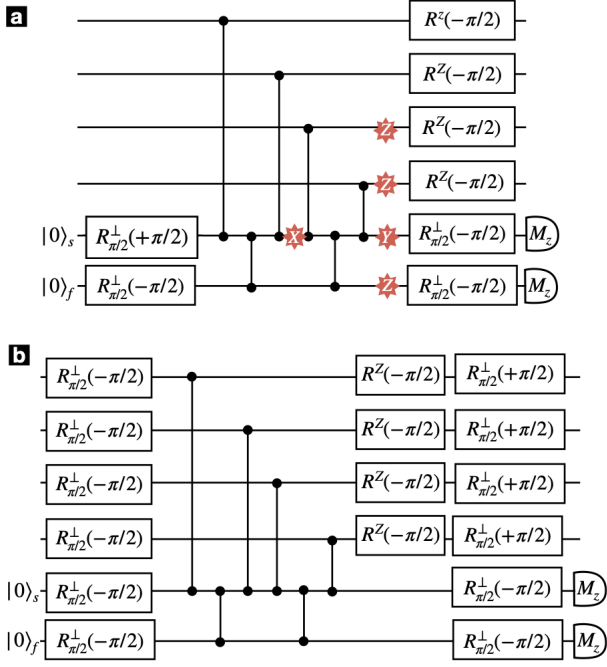 a
R^z(−π/2)
R^Z(−π/2)
Z R^Z(−π/2)
Z R^Z(−π/2)
|0⟩_s R^⊥_{π/2}(+π/2) X Y R^⊥_{π/2}(−π/2) M_z
|0⟩_f R^⊥_{π/2}(−π/2) Z R^⊥_{π/2}(−π/2) M_z
b
R^⊥_{π/2}(−π/2) R^Z(−π/2) R^⊥_{π/2}(+π/2)
R^⊥_{π/2}(−π/2) R^Z(−π/2) R^⊥_{π/2}(+π/2)
R^⊥_{π/2}(−π/2) R^Z(−π/2) R^⊥_{π/2}(+π/2)
R^⊥_{π/2}(−π/2) R^Z(−π/2) R^⊥_{π/2}(+π/2)
|0⟩_s R^⊥_{π/2}(−π/2) R^⊥_{π/2}(−π/2) M_z
|0⟩_f R^⊥_{π/2}(−π/2) R^⊥_{π/2}(−π/2) M_z